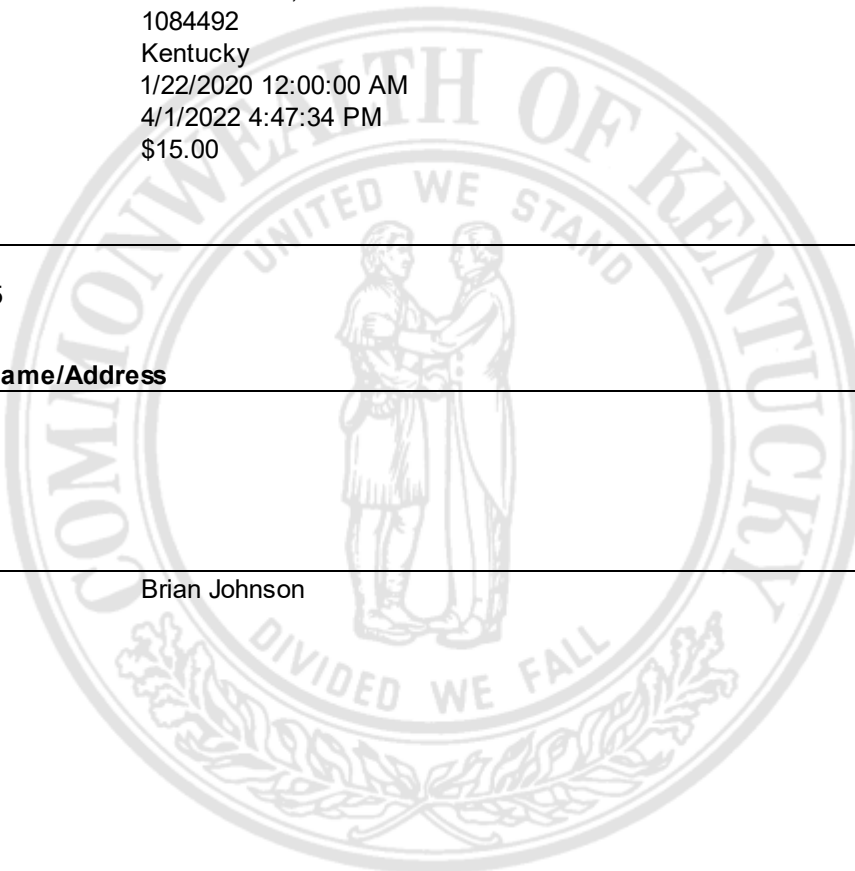 1084492
Kentucky
1/22/2020 12:00:00 AM
4/1/2022 4:47:34 PM
$15.00
COMMONWEALTH OF KENTUCKY
UNITED WE STAND
ame/Address
Brian Johnson
DIVIDED WE FALL